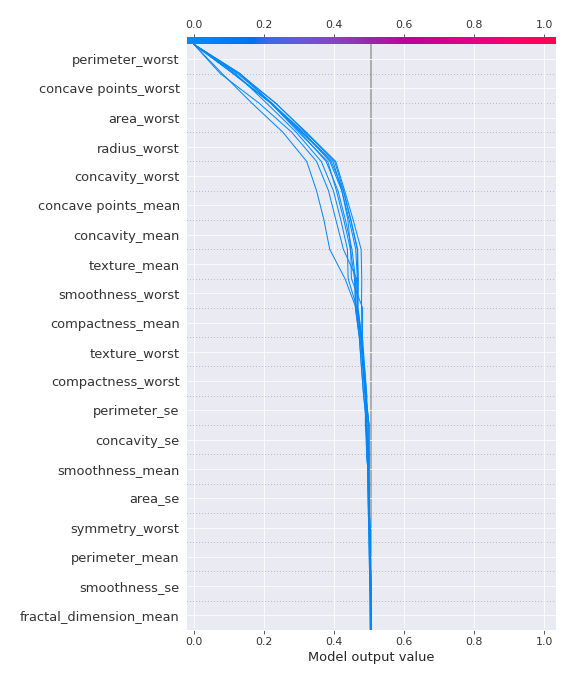 0.0 0.2 0.4 0.6 0.8 1.0
perimeter_worst
concave points_worst
area_worst
radius_worst
concavity_worst
concave points_mean
concavity_mean
texture_mean
smoothness_worst
compactness_mean
texture_worst
compactness_worst
perimeter_se
concavity_se
smoothness_mean
area_se
symmetry_worst
perimeter_mean
smoothness_se
fractal_dimension_mean
0.0 0.2 0.4 0.6 0.8 1.0
Model output value